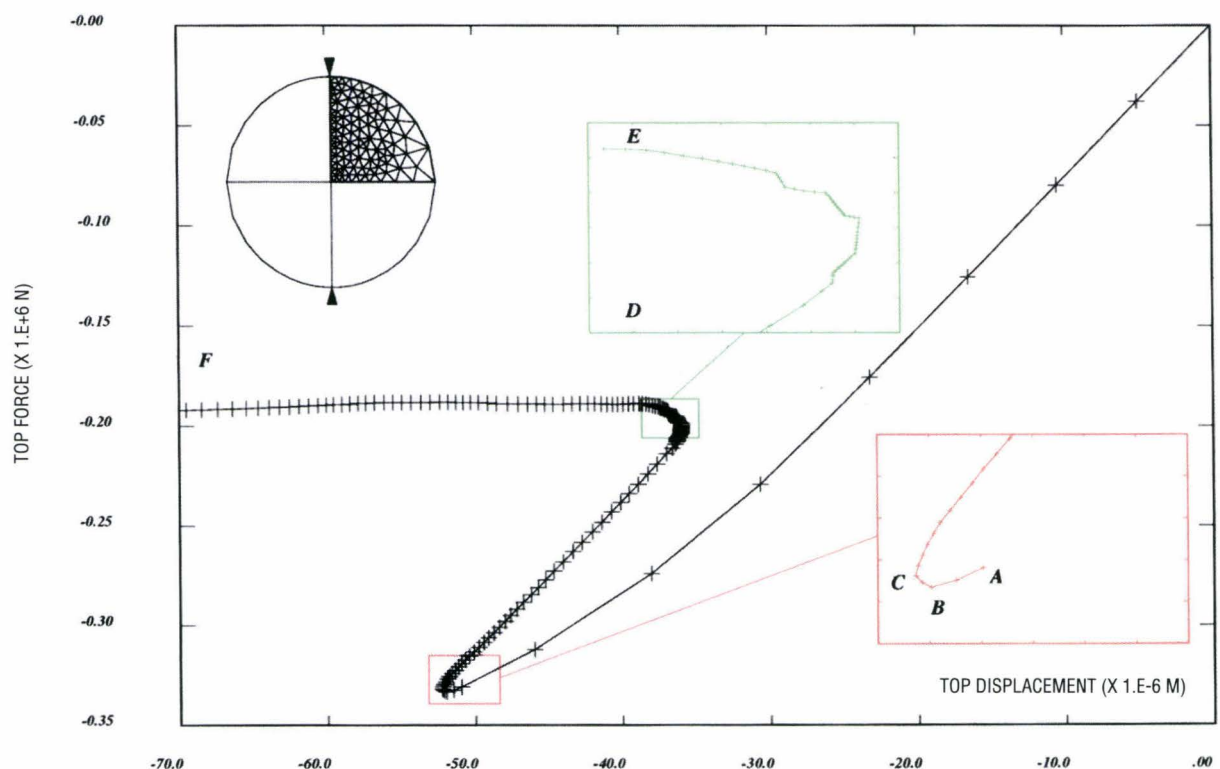 -0.00
-0.05
-0.10
-0.15
-0.20
-0.25
-0.30
-0.35
TOP FORCE (X 1.E+6 N)
E
D
F
C
B
A
TOP DISPLACEMENT (X 1.E-6 M)
-70.0 -60.0 -50.0 -40.0 -30.0 -20.0 -10.0 .00